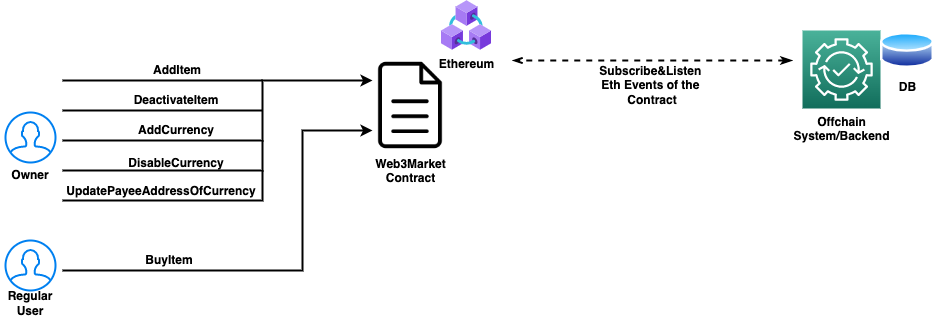 Ethereum
AddItem
DeactivateItem
AddCurrency
DisableCurrency
UpdatePayeeAddressOfCurrency
Owner
Web3Market
Contract
Subscribe&Listen
Eth Events of the
Contract
DB
Offchain
System/Backend
BuyItem
Regular
User